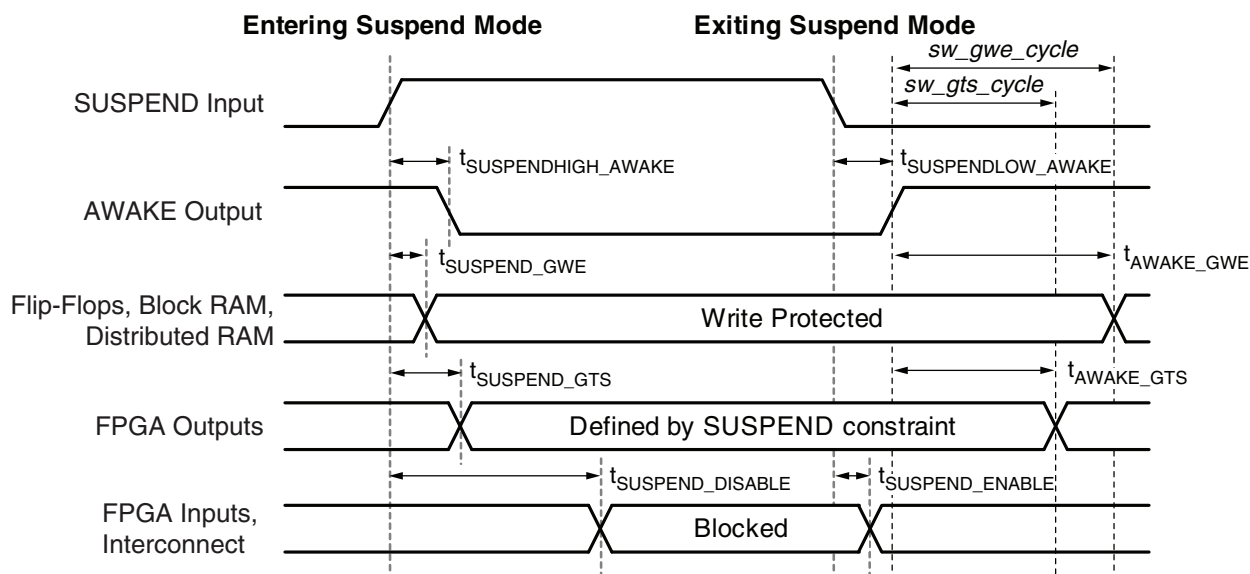 Entering Suspend Mode
Exiting Suspend Mode
sw_gwe_cycle
sw_gts_cycle
SUSPEND Input
tSUSPENDHIGH_AWAKE
tSUSPENDLOW_AWAKE
AWAKE Output
tSUSPEND_GWE
tAWAKE_GWE
Flip-Flops, Block RAM,
Distributed RAM
Write Protected
tSUSPEND_GTS
tAWAKE_GTS
FPGA Outputs
Defined by SUSPEND constraint
tSUSPEND_DISABLE
tSUSPEND_ENABLE
FPGA Inputs,
Interconnect
Blocked